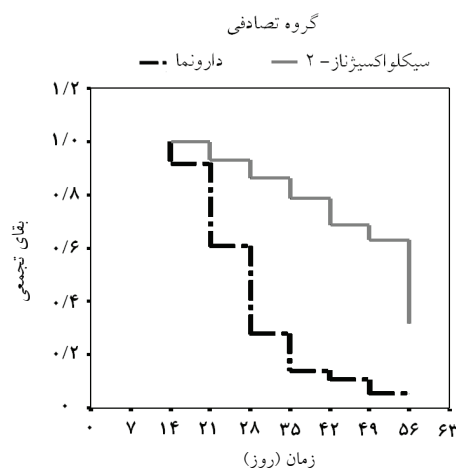 گروه تصادفی
سیکلواکسیژناز-۲ دارونما
۱/۲
۱/۰
۰/۸
۰/۶
۰/۴
۰/۲
۰
بقای تجمعی
۰ ۷ ۱۴ ۲۱ ۲۸ ۳۵ ۴۲ ۴۹ ۵۶ ۶۳
زمان (روز)